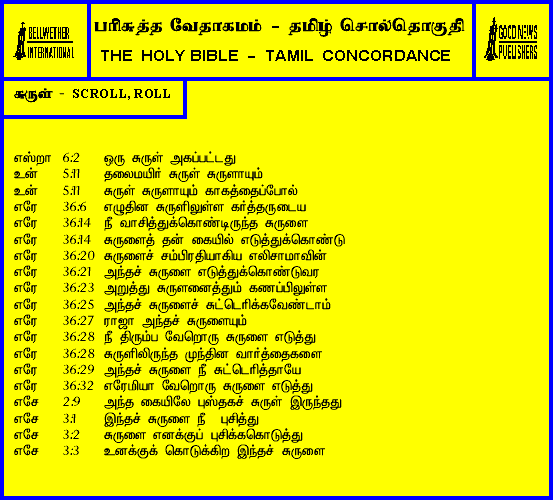 BELLWETHER
INTERNATIONAL
பரிசுத்த வேதாகமம் - தமிழ் சொல்தொகுதி
THE HOLY BIBLE - TAMIL CONCORDANCE
GOOD NEWS
PUBLISHERS
சுருள் - SCROLL, ROLL
எஸ்றா 6:2 ஒரு சுருள் அகப்பட்டது
உன் 5:11 தலைமயிர் சுருள் சுருளாயும்
உன் 5:11 சுருள் சுருளாயும் காகத்தைப்போல்
எரே 36:6 எழுதின சுருளிலுள்ள கர்த்தருடைய
எரே 36:14 நீ வாசித்துக்கொண்டிருந்த சுருளை
எரே 36:14 சுருளைத் தன் கையில் எடுத்துக்கொண்டு
எரே 36:20 சுருளைச் சம்பிரதியாகிய எலிசாமாவின்
எரே 36:21 அந்தச் சுருளை எடுத்துக்கொண்டுவர
எரே 36:23 அறுத்து சுருளனைத்தும் கணப்பிலுள்ள
எரே 36:25 அந்தச் சுருளைச் சுட்டெரிக்கவேண்டாம்
எரே 36:27 ராஜா அந்தச் சுருளையும்
எரே 36:28 நீ திரும்ப வேறொரு சுருளை எடுத்து
எரே 36:28 சுருளிலிருந்த முந்தின வார்த்தைகளை
எரே 36:29 அந்தச் சுருளை நீ சுட்டெரித்தாயே
எரே 36:32 எரேமியா வேறொரு சுருளை எடுத்து
எசே 2:9 அந்த கையிலே புஸ்தகச் சுருள் இருந்தது
எசே 3:1 இந்தச் சுருளை நீ புசித்து
எசே 3:2 சுருளை எனக்குப் புசிக்ககொடுத்து
எசே 3:3 உனக்குக் கொடுக்கிற இந்தச் சுருளை